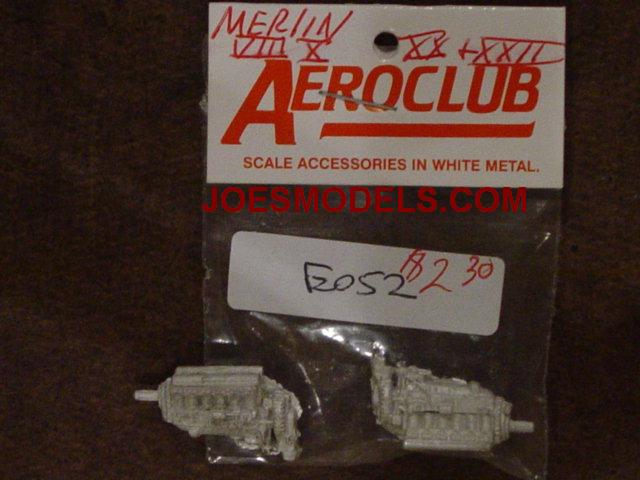 MERLIN
VIII X XX + XXII
AEROCLUB
SCALE ACCESSORIES IN WHITE METAL.
JOESMODELS.COM
E052 $2 30